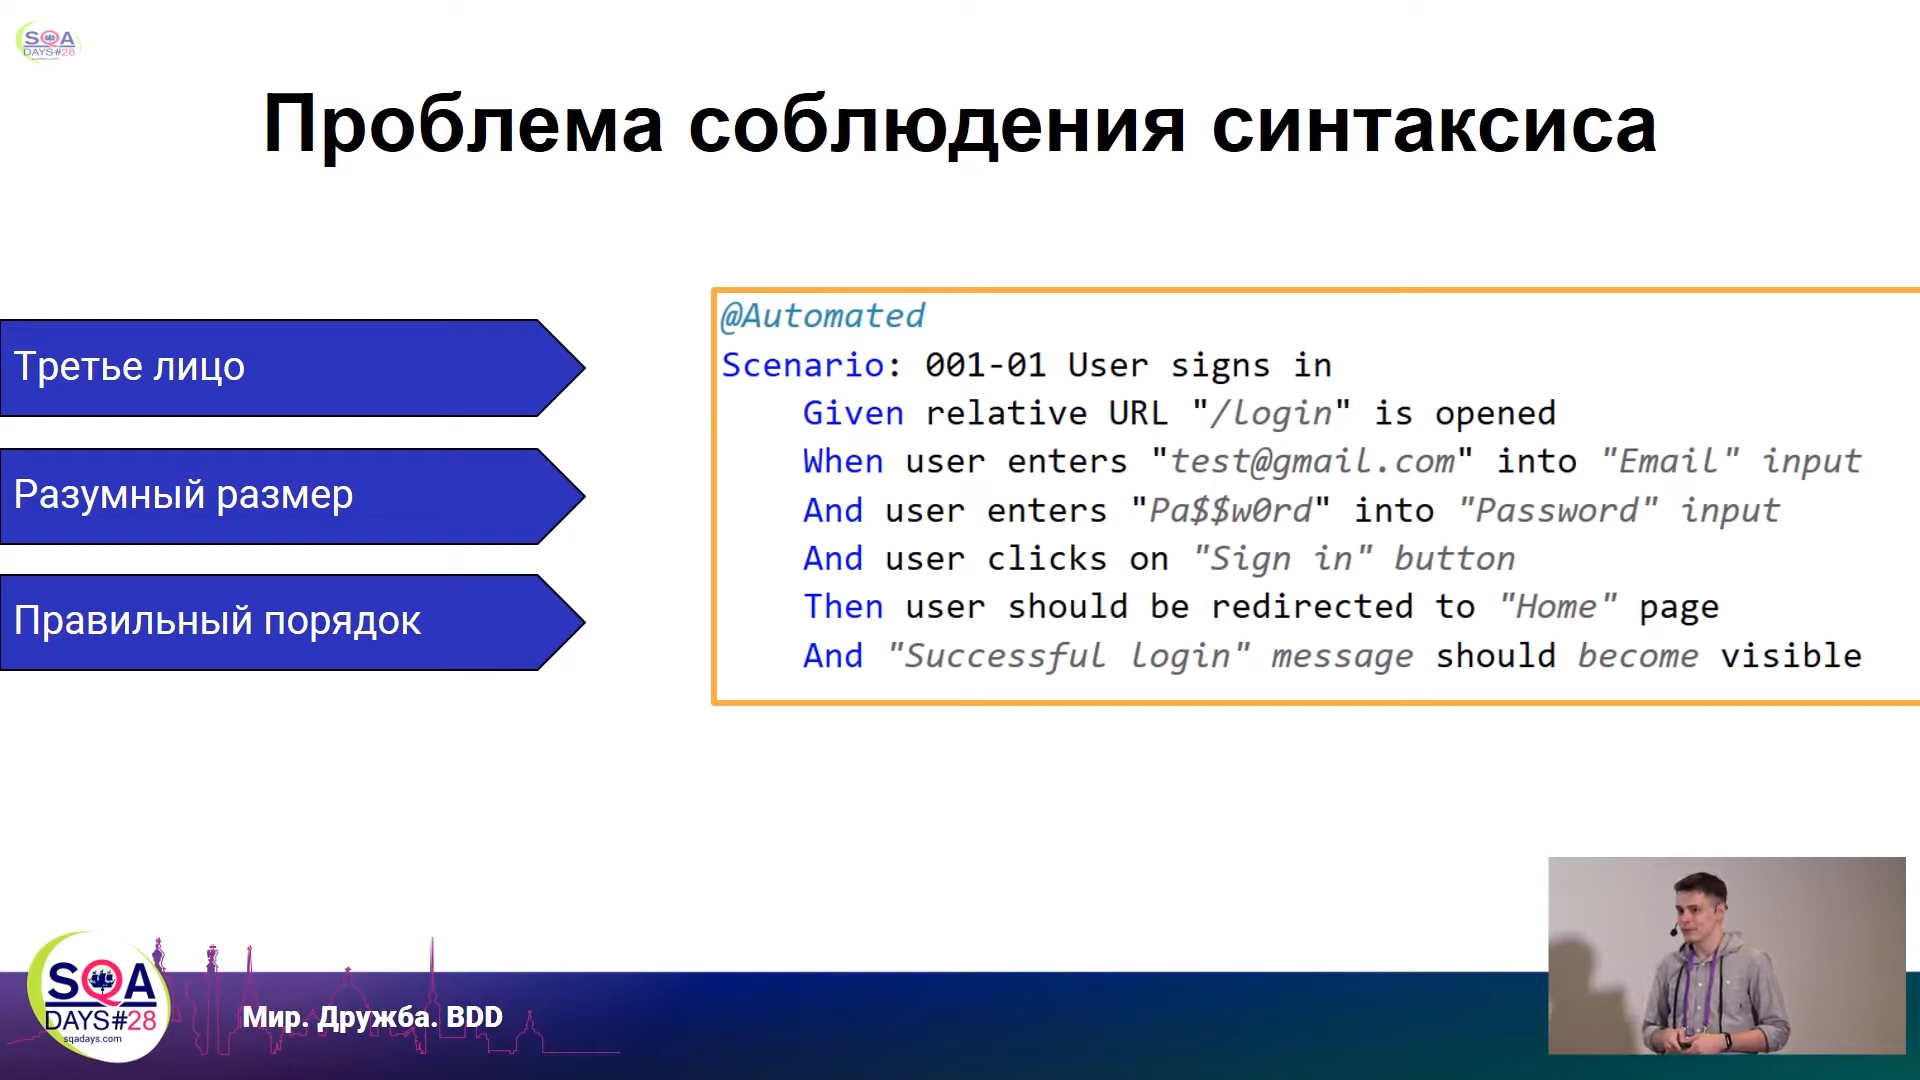 SQA
DAYS#28
sqadays.com
Проблема соблюдения синтаксиса
Третье лицо
Разумный размер
Правильный порядок
@Automated
Scenario: 001-01 User signs in
Given relative URL "/login" is opened
When user enters "test@gmail.com" into "Email" input
And user enters "Pa$$w0rd" into "Password" input
And user clicks on "Sign in" button
Then user should be redirected to "Home" page
And "Successful login" message should become visible
SQA
DAYS#28
sqadays.com
Мир. Дружба. BDD